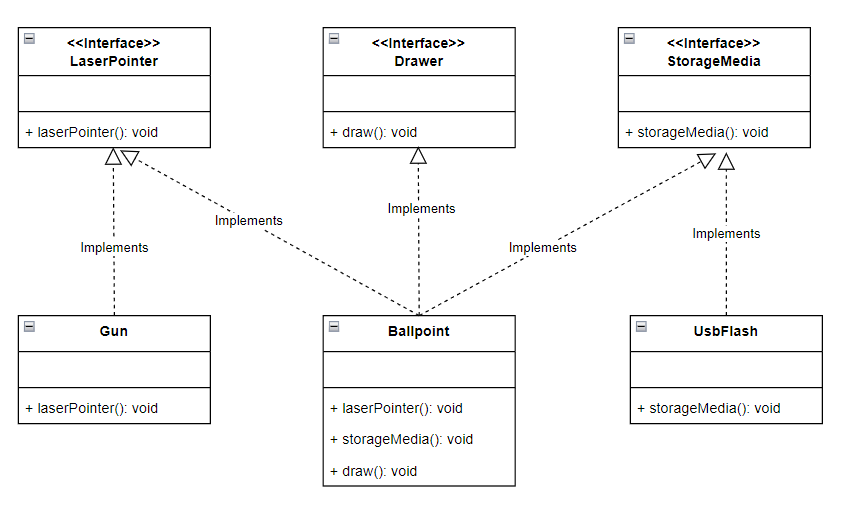 <<Interface>>
LaserPointer
+ laserPointer(): void
<<Interface>>
Drawer
+ draw(): void
<<Interface>>
StorageMedia
+ storageMedia(): void
Implements
Implements
Implements
Implements
Implements
Gun
+ laserPointer(): void
Ballpoint
+ laserPointer(): void
+ storageMedia(): void
+ draw(): void
UsbFlash
+ storageMedia(): void